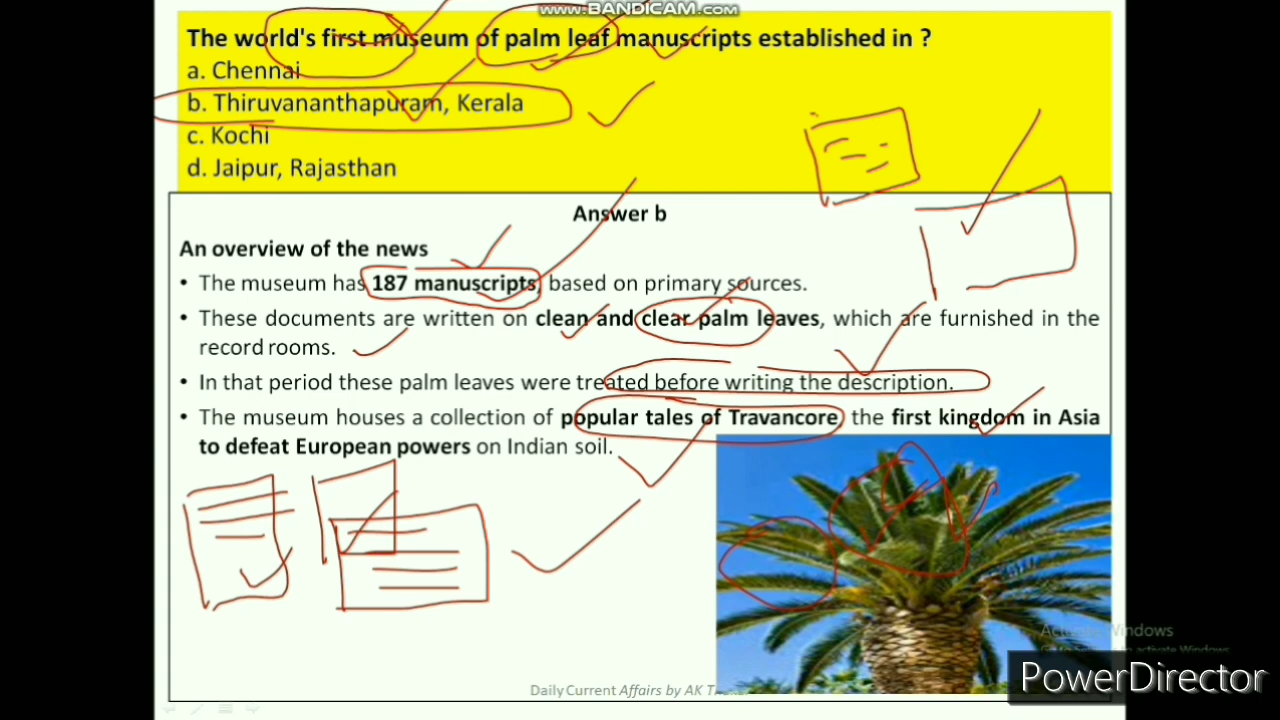 www.BANDICAM.com
The world's first museum of palm leaf manuscripts established in ?
a. Chennai
b. Thiruvananthapuram, Kerala
c. Kochi
d. Jaipur, Rajasthan
Answer b
An overview of the news
• The museum has 187 manuscripts, based on primary sources.
• These documents are written on clean and clear palm leaves, which are furnished in the
record rooms.
• In that period these palm leaves were treated before writing the description.
• The museum houses a collection of popular tales of Travancore, the first kingdom in Asia
to defeat European powers on Indian soil.
Windows
Daily Current Affairs by AK
PowerDirector